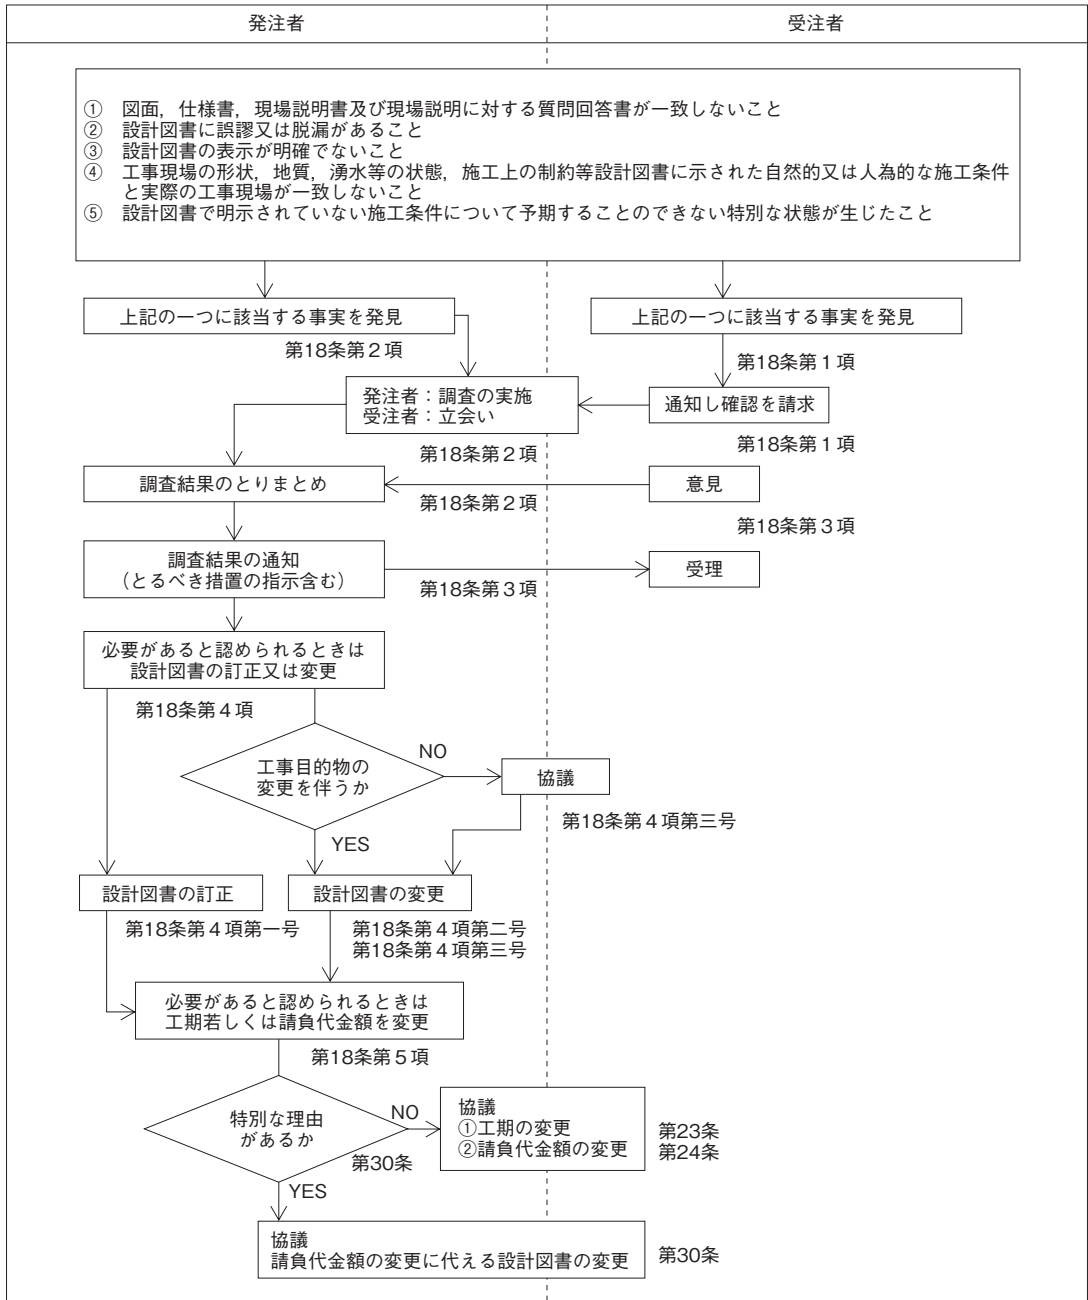 発注者
受注者
① 図面，仕様書，現場説明書及び現場説明に対する質問回答書が一致しないこと
② 設計図書に誤謬又は脱漏があること
③ 設計図書の表示が明確でないこと
④ 工事現場の形状，地質，湧水等の状態，施工上の制約等設計図書に示された自然的又は人為的な施工条件
と実際の工事現場が一致しないこと
⑤ 設計図書で明示されていない施工条件について予期することのできない特別な状態が生じたこと
上記の一つに該当する事実を発見
上記の一つに該当する事実を発見
第18条第２項
第18条第１項
発注者：調査の実施
受注者：立会い
通知し確認を請求
第18条第２項
第18条第１項
調査結果のとりまとめ
意見
第18条第２項
第18条第３項
調査結果の通知
（とるべき措置の指示含む）
受理
第18条第３項
必要があると認められるときは
設計図書の訂正又は変更
第18条第４項
工事目的物の
変更を伴うか
NO
協議
第18条第４項第三号
YES
設計図書の訂正
設計図書の変更
第18条第４項第一号
第18条第４項第二号
第18条第４項第三号
必要があると認められるときは
工期若しくは請負代金額を変更
第18条第５項
特別な理由
があるか
NO
協議
①工期の変更
②請負代金額の変更
第23条
第24条
第30条
YES
協議
請負代金額の変更に代える設計図書の変更
第30条